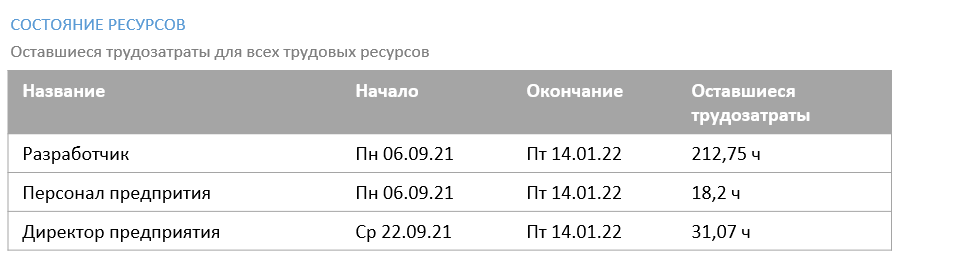 СОСТОЯНИЕ РЕСУРСОВ
Оставшиеся трудозатраты для всех трудовых ресурсов
Название Начало Окончание Оставшиеся
трудозатраты
Разработчик Пн 06.09.21 Пт 14.01.22 212,75 ч
Персонал предпрития Пн 06.09.21 Пт 14.01.22 18,2 ч
Директор предприятия Ср 22.09.21 Пт 14.01.22 31,07 ч